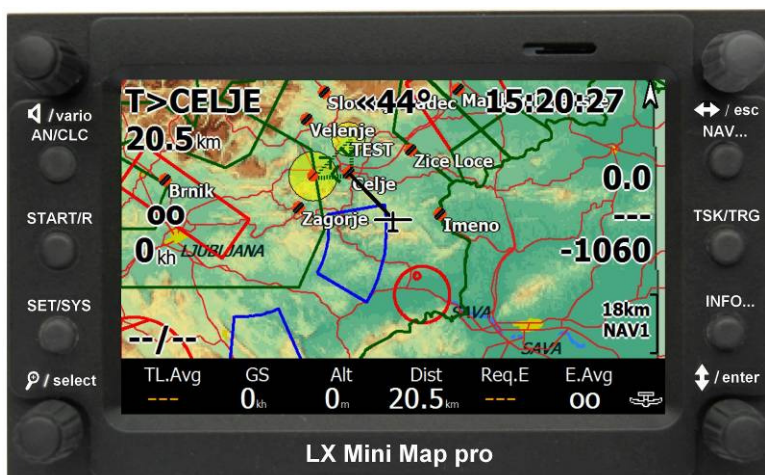 vario
AN/CLC
START/R
SET/SYS
/ select
T>CELJE
«44°
15:20:27
20.5km
Velenje
TEST
Zice Loce
Celje
Brnik
Zagorje
Imeno
oo
0kh
LJUBLJANA
0.0
---
-1060
18km
NAV1
SAVA
SAVA
--/--
TL.Avg GS Alt Dist Req.E E.Avg
--- 0kh 0m 20.5km --- oo
/ esc
NAV...
TSK/TRG
INFO...
/ enter
LX Mini Map pro